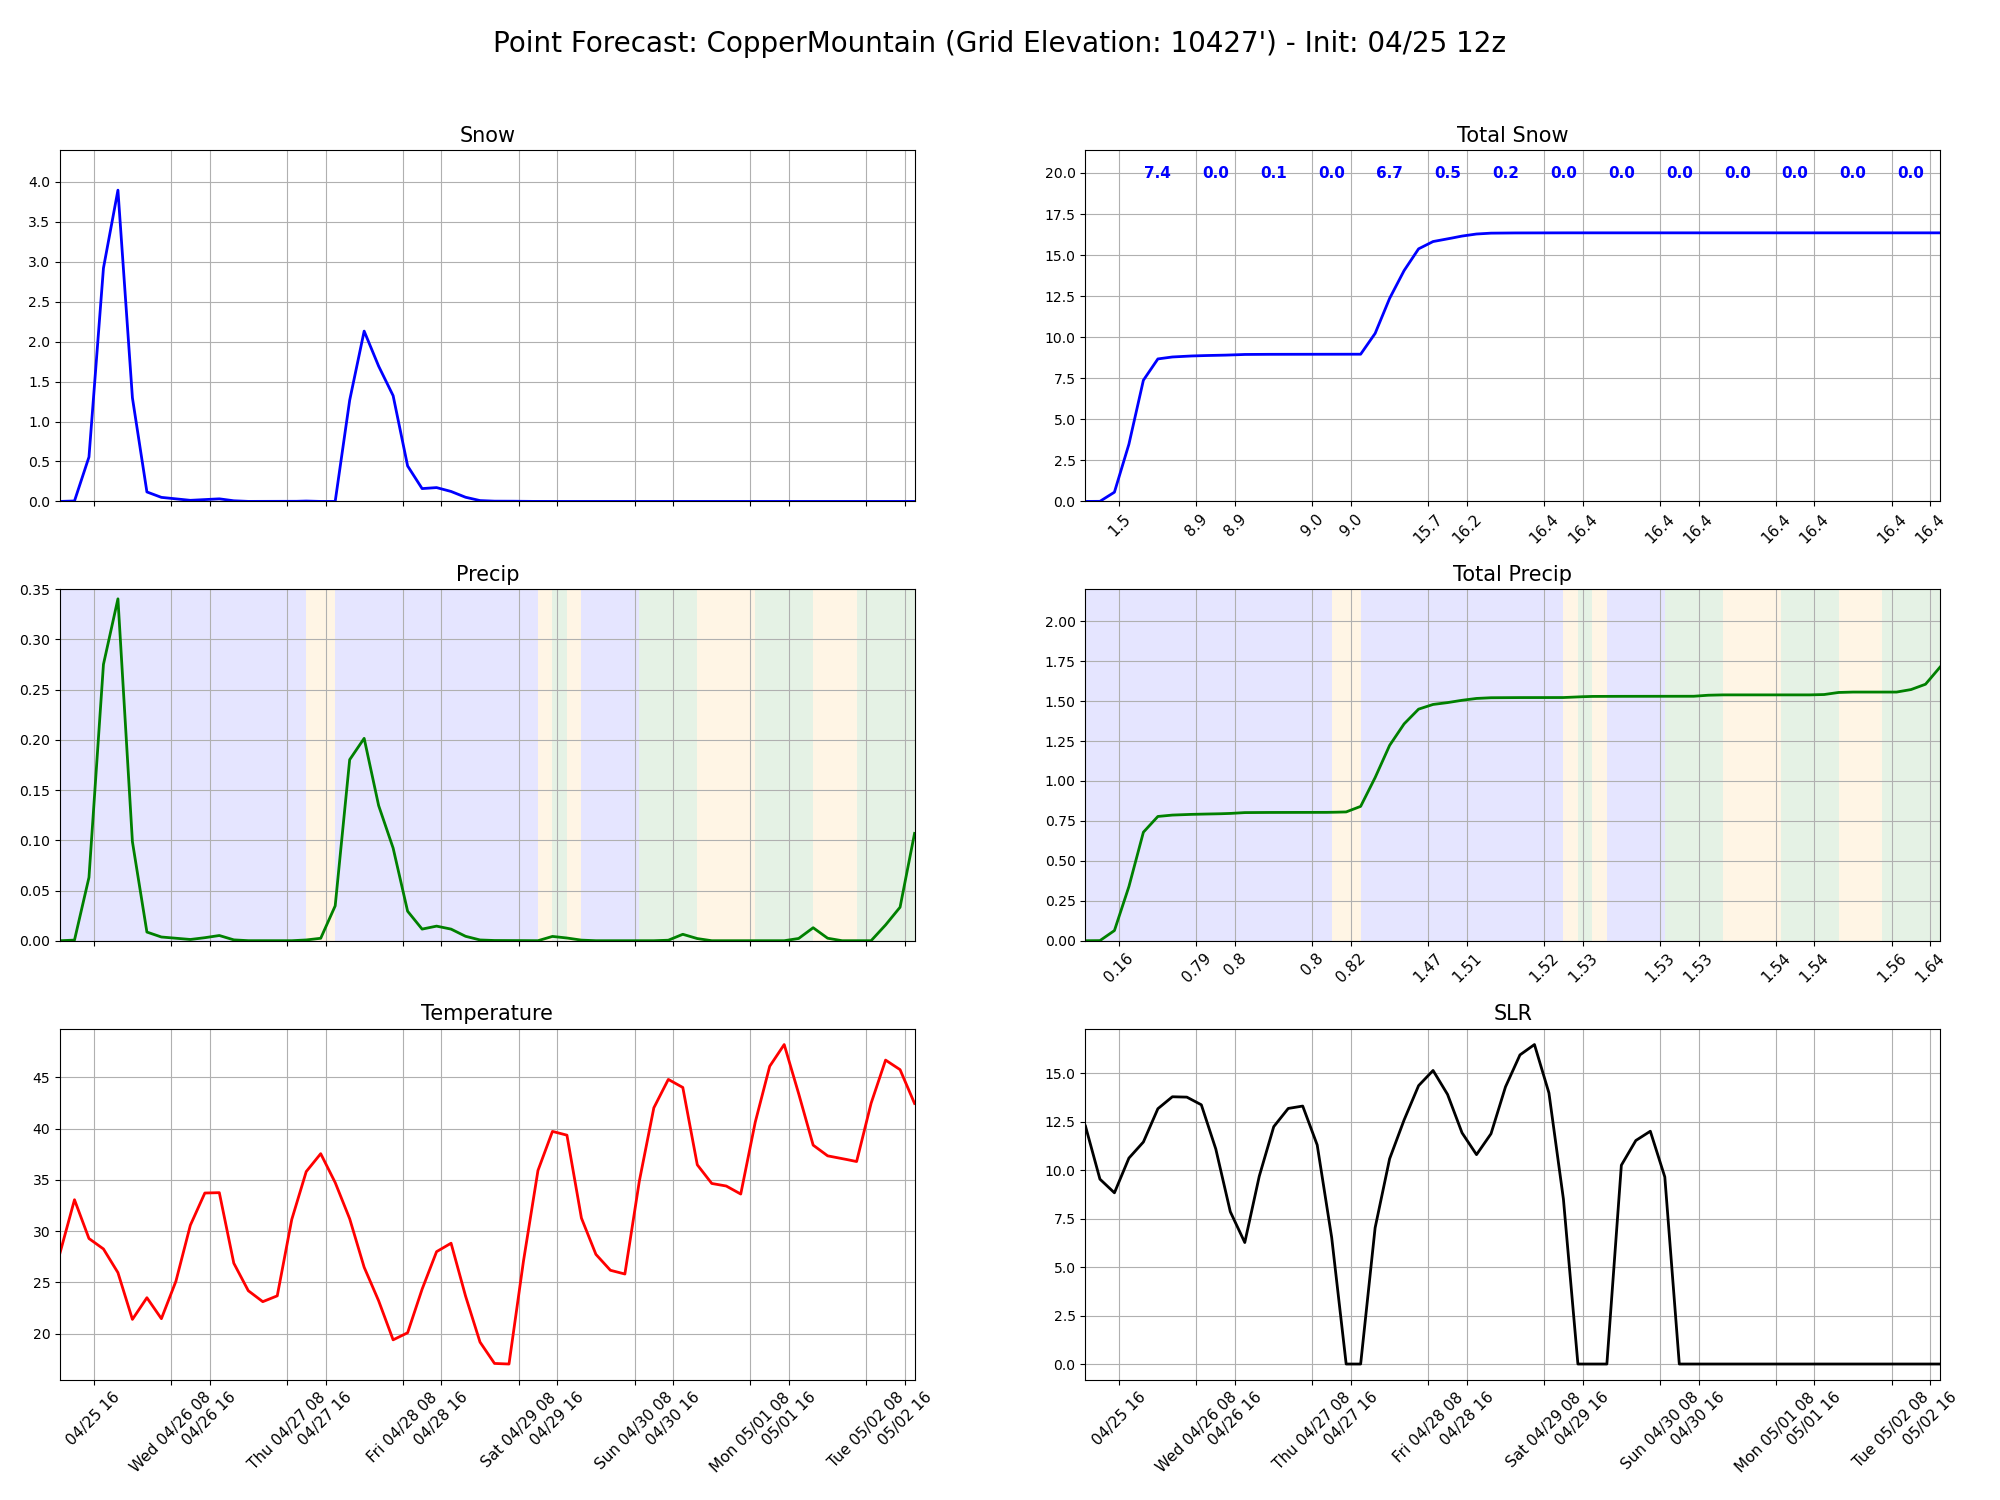 Point Forecast: CopperMountain (Grid Elevation: 10427') - Init: 04/25 12z
Snow
4.0
3.5
3.0
2.5
2.0
1.5
1.0
0.5
0.0
Total Snow
7.4 0.0 0.1 0.0 6.7 0.5 0.2 0.0 0.0 0.0 0.0 0.0 0.0 0.0
20.0
17.5
15.0
12.5
10.0
7.5
5.0
2.5
0.0
1.5 8.9 8.9 9.0 9.0 15.7 16.2 16.4 16.4 16.4 16.4 16.4 16.4 16.4 16.4
Precip
0.35
0.30
0.25
0.20
0.15
0.10
0.05
0.00
Total Precip
2.00
1.75
1.50
1.25
1.00
0.75
0.50
0.25
0.00
0.16 0.79 0.8 0.8 0.82 1.47 1.51 1.52 1.53 1.53 1.53 1.54 1.54 1.56 1.64
Temperature
45
40
35
30
25
20
04/25 16
Wed 04/26 08
04/26 16
Thu 04/27 08
04/27 16
Fri 04/28 08
04/28 16
Sat 04/29 08
04/29 16
Sun 04/30 08
04/30 16
Mon 05/01 08
05/01 16
Tue 05/02 08
05/02 16
SLR
15.0
12.5
10.0
7.5
5.0
2.5
0.0
04/25 16
Wed 04/26 08
04/26 16
Thu 04/27 08
04/27 16
Fri 04/28 08
04/28 16
Sat 04/29 08
04/29 16
Sun 04/30 08
04/30 16
Mon 05/01 08
05/01 16
Tue 05/02 08
05/02 16